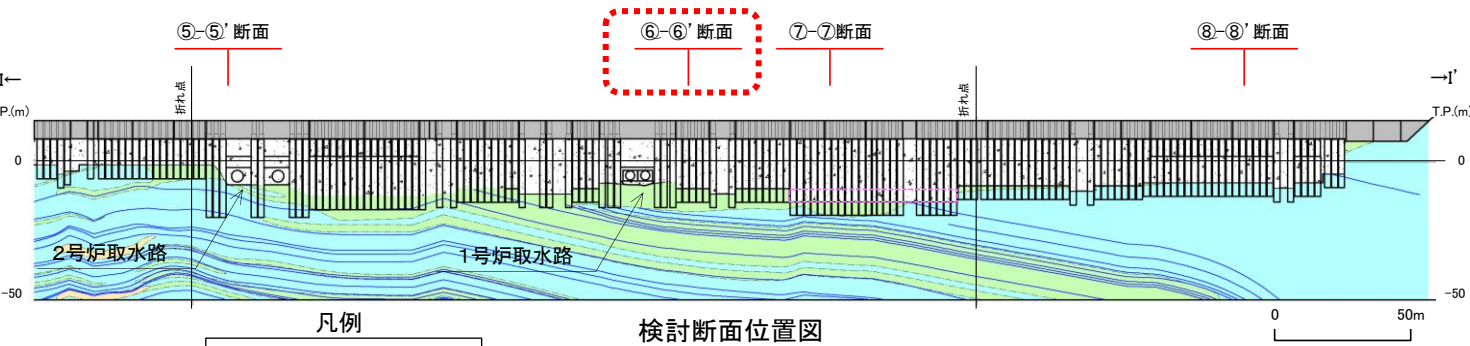 ⑤-⑤’断面
⑥-⑥’断面
⑦-⑦断面
⑧-⑧’断面
I←
→I’
P.(m)
折れ点
折れ点
T.P.(m)
0
0
2号炉取水路
1号炉取水路
-50
-50
凡例
検討断面位置図
0
50m